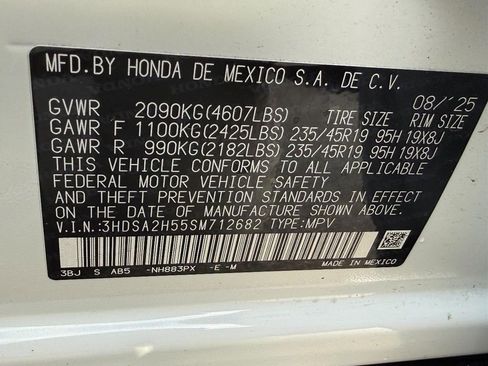 MFD.BY HONDA DE MEXICO S.A. DE C.V.
08/'25
GVWR 2090KG(4607LBS) TIRE SIZE RIM SIZE
GAWR F 1100KG(2425LBS) 235/45R19 95H 19X8J
GAWR R 990KG(2182LBS) 235/45R19 95H 19X8J
THIS VEHICLE CONFORMS TO ALL APPLICABLE
FEDERAL MOTOR VEHICLE SAFETY
AND THEFT PREVENTION STANDARDS IN EFFECT
ON THE DATE OF MANUFACTURE SHOWN ABOVE.
V.I.N.:3HDSA2H55SM712682 TYPE:MPV
3BJ S AB5 -NH883PX -E -M MADE IN MEXICO